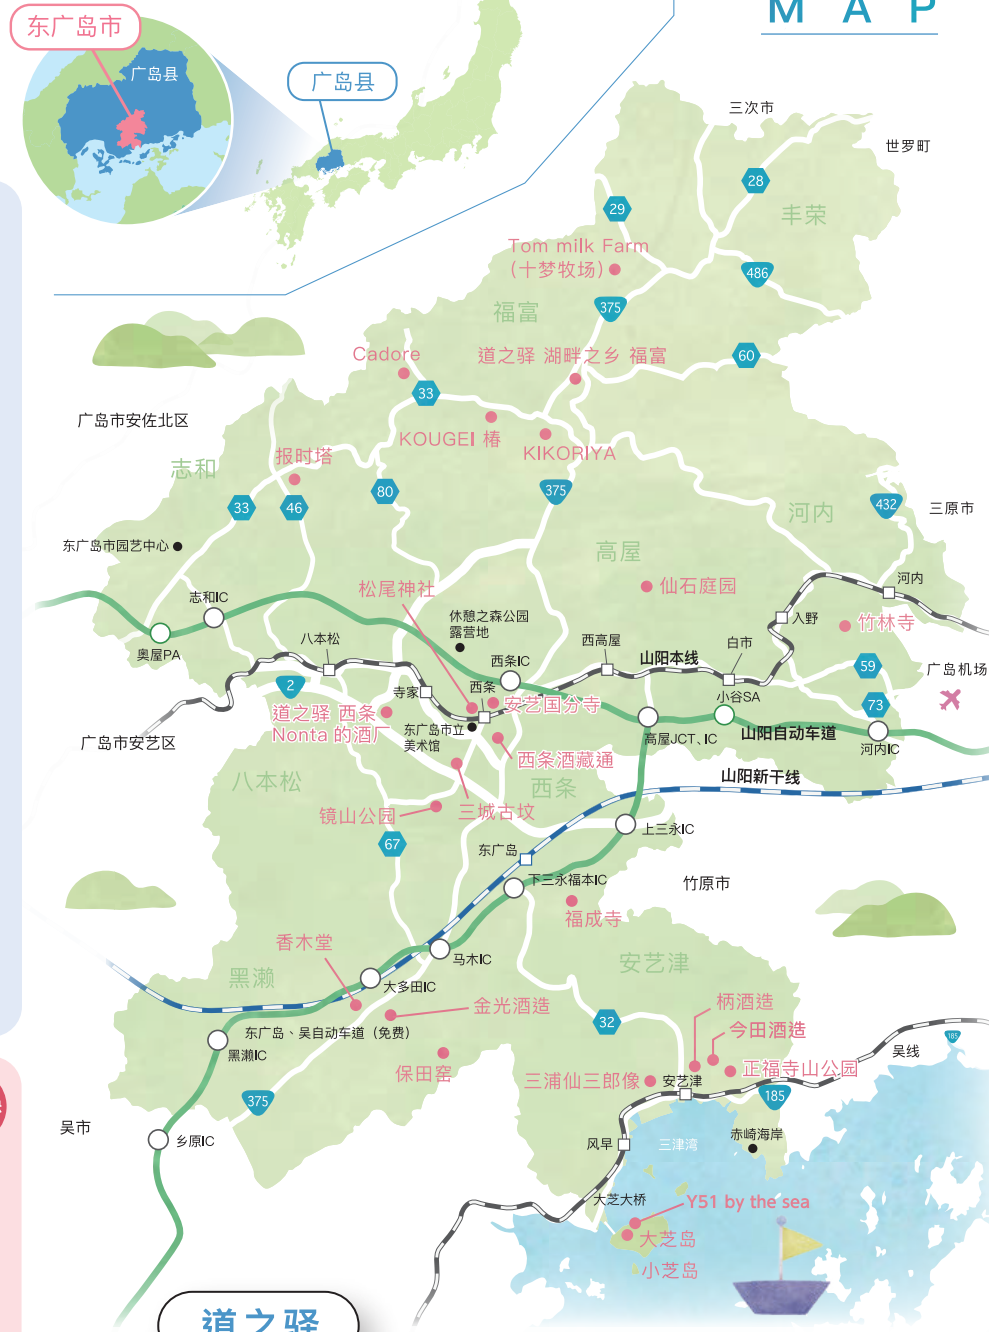 东广岛市
MAP
广岛县
广岛县
三次市
世罗町
28
29
丰荣
Tom milk Farm
（十梦牧场）
486
福富
375
Cadore
道之驿 湖畔之乡 福富
60
33
广岛市安佐北区
KOUGEI 椿
KIKORIYA
报时塔
志和
80
375
33
46
432
三原市
河内
东广岛市园艺中心
高屋
河内
松尾神社
仙石庭园
志和IC
休憩之森公园
露营地
入野
竹林寺
八本松
西高屋
白市
奥屋PA
西条IC
山阳本线
59
广岛机场
2
寺家
西条
小谷SA
安艺国分寺
73
道之驿 西条
Nonta 的酒厂
东广岛市立
美术馆
高屋JCT、IC
山阳自动车道
河内IC
广岛市安艺区
西条酒藏通
山阳新干线
八本松
西条
镜山公园
三城古坟
上三永IC
67
东广岛
下三永福本IC
竹原市
福成寺
香木堂
马木IC
安艺津
黑濑
大多田IC
柄酒造
金光酒造
32
今田酒造
东广岛、吴自动车道（免费）
185
吴线
黑濑IC
保田窑
三浦仙三郎像
安艺津
正福寺山公园
375
185
吴市
乡原IC
风早
三津湾
赤崎海岸
大芝大桥
Y51 by the sea
大芝岛
小芝岛
道之驿